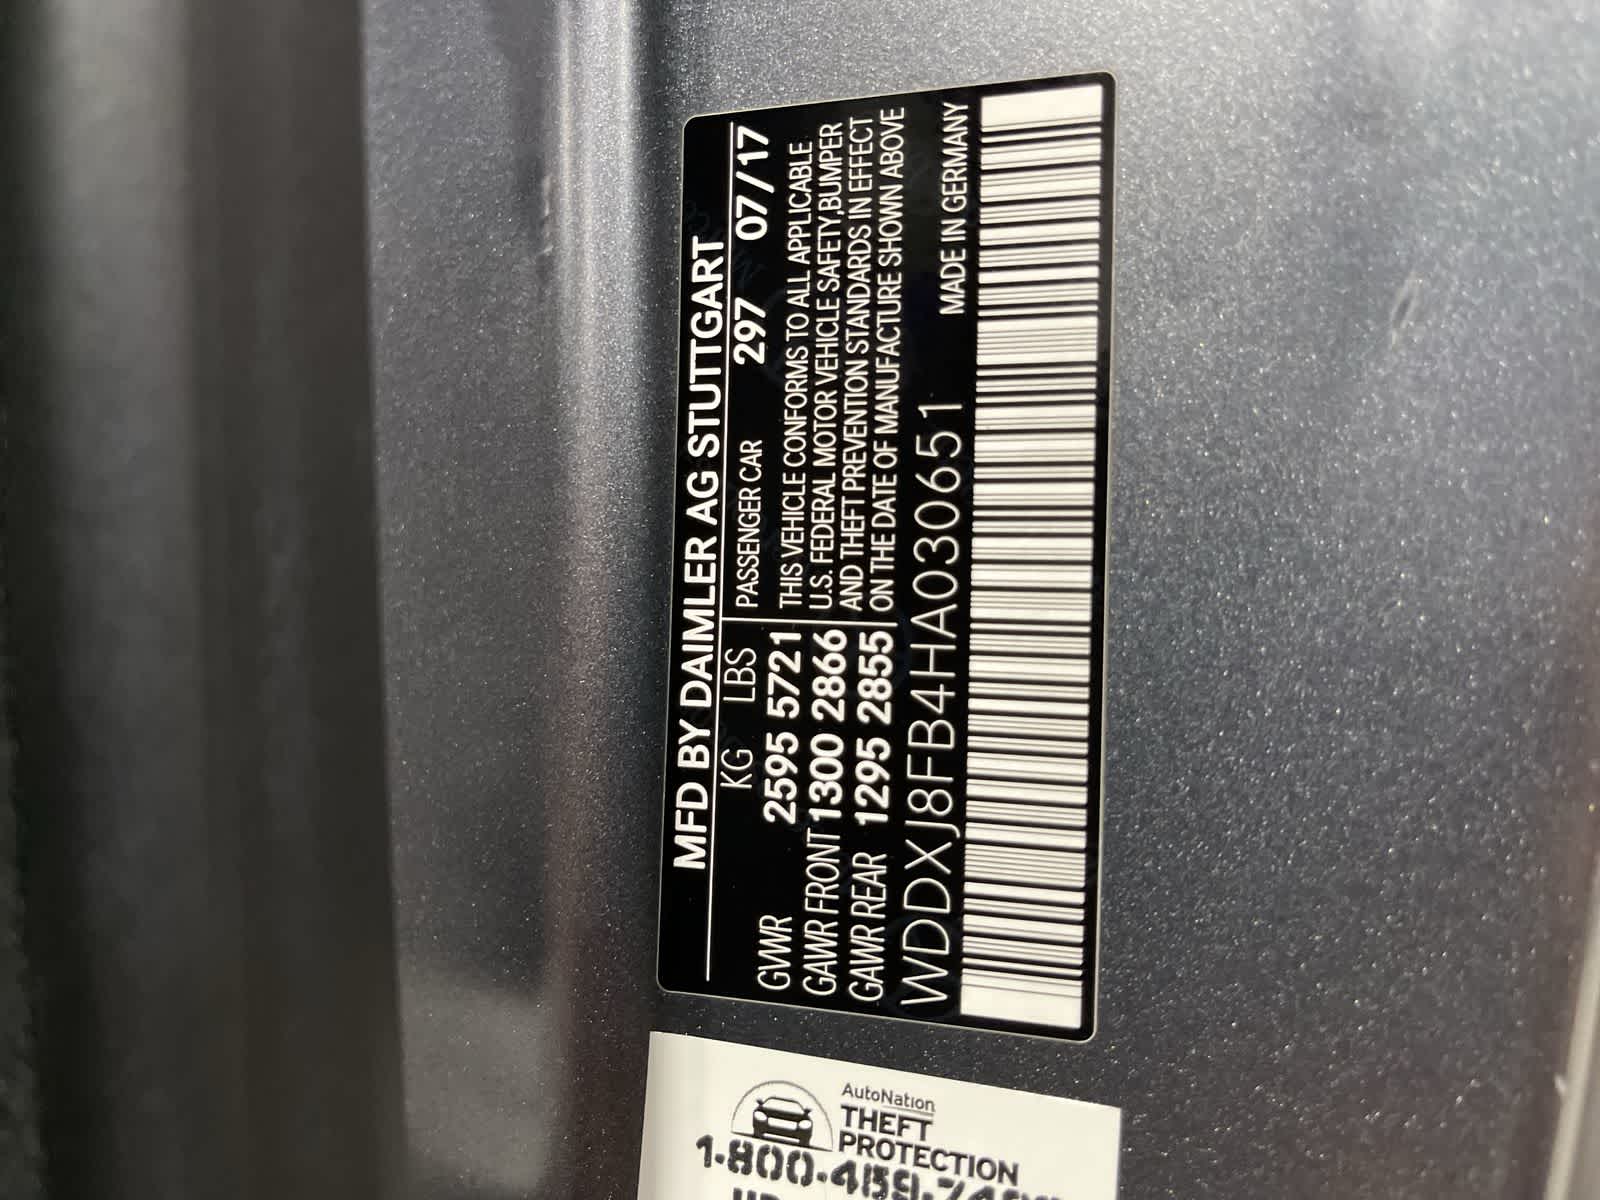 MFD BY DAIMLER AG STUTTGART
KG LBS PASSENGER CAR 297 07/17
GWWR 2595 5721
GAWR FRONT 1300 2866
GAWR REAR 1295 2855
THIS VEHICLE CONFORMS TO ALL APPLICABLE
U.S. FEDERAL MOTOR VEHICLE SAFETY,BUMPER
AND THEFT PREVENTION STANDARDS IN EFFECT
ON THE DATE OF MANUFACTURE SHOWN ABOVE
WDDXJ8FB4HA030651 MADE IN GERMANY
AutoNation
THEFT
PROTECTION